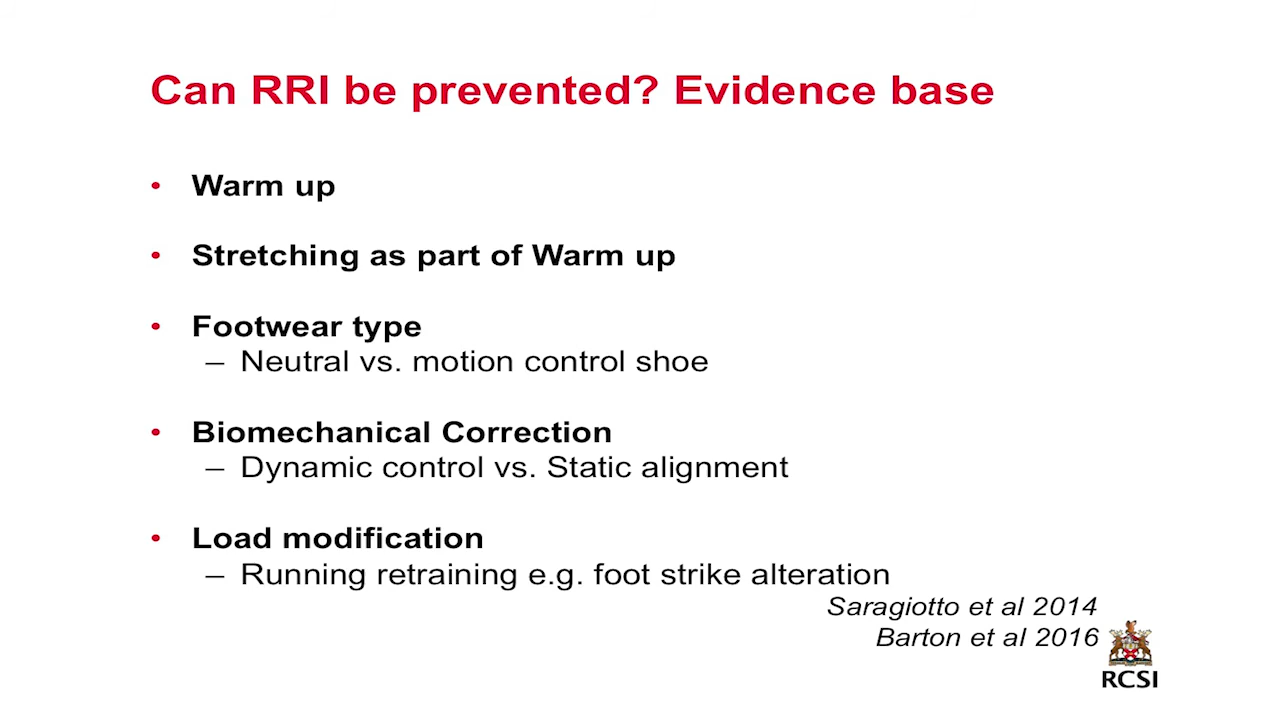 Can RRI be prevented? Evidence base
• Warm up
• Stretching as part of Warm up
• Footwear type
– Neutral vs. motion control shoe
• Biomechanical Correction
– Dynamic control vs. Static alignment
• Load modification
– Running retraining e.g. foot strike alteration
Saragiotto et al 2014
Barton et al 2016
RCSI